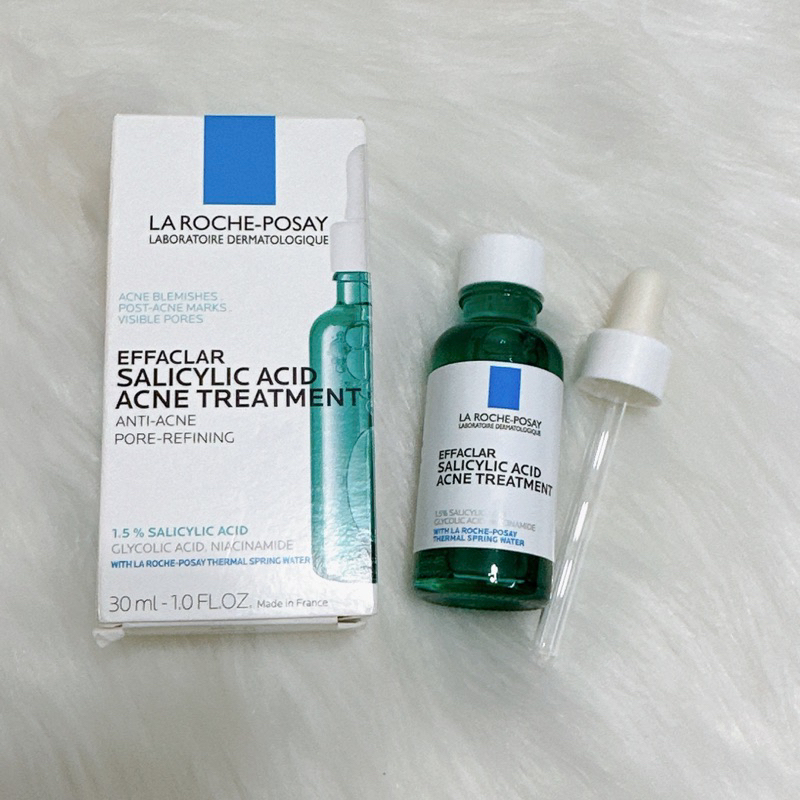 LA ROCHE-POSAY
LABORATOIRE DERMATOLOGIQUE
ACNE BLEMISHES.
POST-ACNE MARKS.
VISIBLE PORES
EFFACLAR
SALICYLIC ACID
ACNE TREATMENT
ANTI-ACNE
PORE-REFINING
1.5 % SALICYLIC ACID
GLYCOLIC ACID, NIACINAMIDE
WITH LA ROCHE-POSAY THERMAL SPRING WATER
30 ml - 1.0 FL.OZ. Made in France
LA ROCHE-POSAY
LABORATOIRE DERMATOLOGIQUE
EFFACLAR
SALICYLIC ACID
ACNE TREATMENT
1.5% 
GLYCOLIC
WITH LA ROCHE-POSAY
THERMAL SPRING WATER